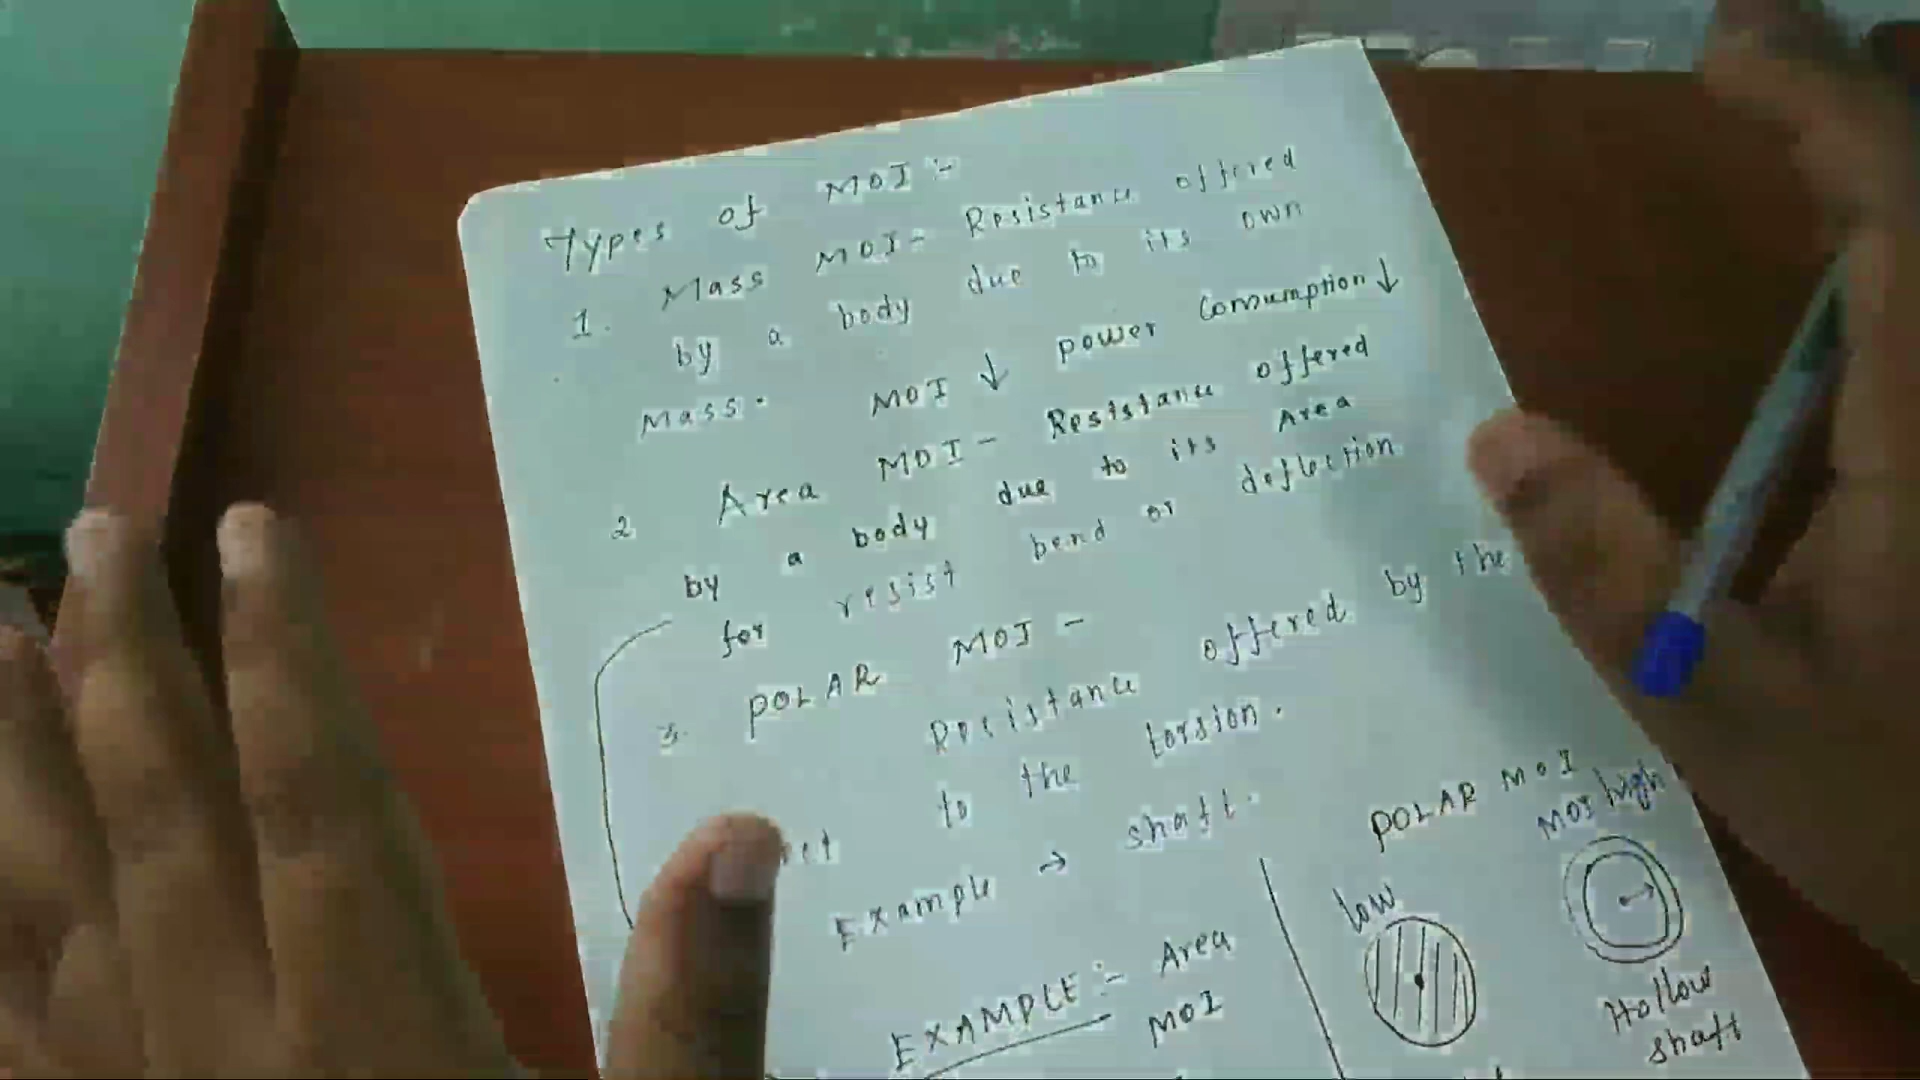 Types of MOI :-
1. Mass MOI - Resistance offered
by a body due to its own
Mass. MOI ↓ power Consumption ↓
2 Area MOI - Resistance offered
by a body due to its Area
for resist bend or deflection
3. POLAR MOI -
Resistance offered by the
to the torsion.
Example → shaft.
EXAMPLE :- Area
MOI
POLAR MOI
low
MOI high
Hollow
shaft